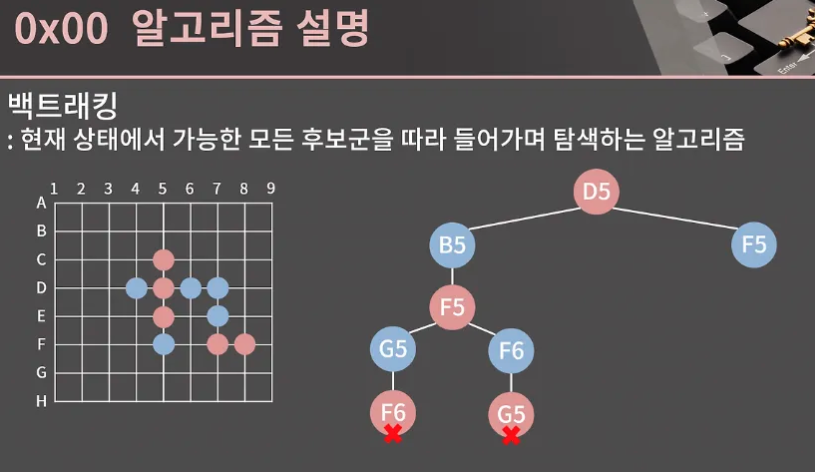 0x00 알고리즘 설명
Enter
백트래킹
: 현재 상태에서 가능한 모든 후보군을 따라 들어가며 탐색하는 알고리즘
1 2 3 4 5 6 7 8 9
A
B
C
D
E
F
G
H
D5
B5 F5
F5
G5 F6
F6 G5